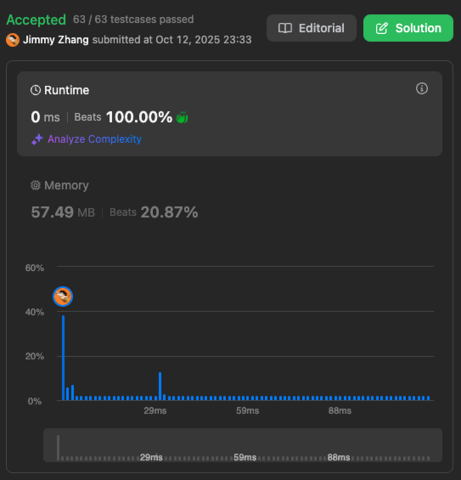 Accepted 63 / 63 testcases passed
Editorial
Solution
Jimmy Zhang submitted at Oct 12, 2025 23:33
Runtime
0 ms | Beats 100.00%
Analyze Complexity
Memory
57.49 MB | Beats 20.87%
60%
40%
20%
0%
29ms 59ms 88ms
29ms 59ms 88ms